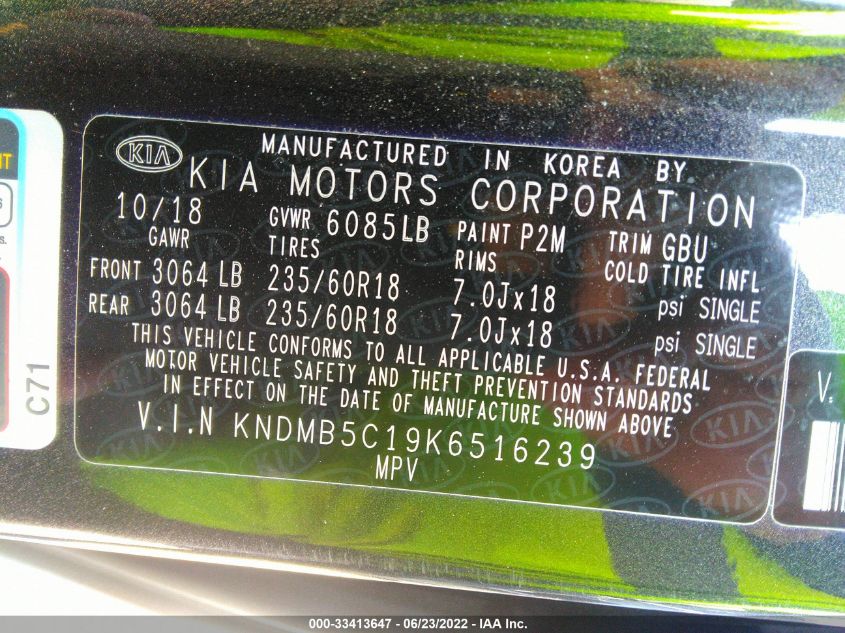 KIA
MANUFACTURED IN KOREA BY
KIA MOTORS CORPORATION
10/18 GVWR 6085LB PAINT P2M TRIM GBU
GAWR TIRES RIMS COLD TIRE INFL
FRONT 3064 LB 235/60R18 7.0Jx18 psi SINGLE
REAR 3064 LB 235/60R18 7.0Jx18 psi SINGLE
THIS VEHICLE CONFORMS TO ALL APPLICABLE U.S.A. FEDERAL
MOTOR VEHICLE SAFETY AND THEFT PREVENTION STANDARDS
IN EFFECT ON THE DATE OF MANUFACTURE SHOWN ABOVE
V.I.N KNDMB5C19K6516239
MPV
C71
V.
000-33413647 - 06/23/2022 - IAA Inc.